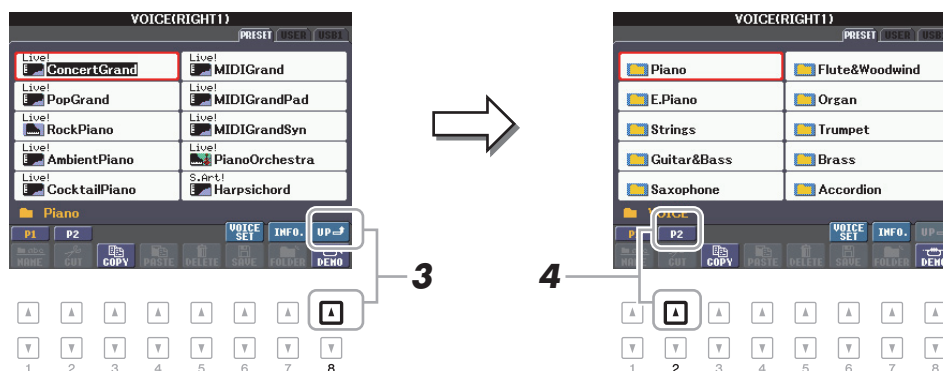 VOICE(RIGHT1)
PRESET USER USB1
Live!
ConcertGrand
Live!
MIDIGrand
Live!
PopGrand
Live!
MIDIGrandPad
Live!
RockPiano
Live!
MIDIGrandSyn
Live!
AmbientPiano
Live!
PianoOrchestra
Live!
CocktailPiano
S.Art!
Harpsichord
Piano
P1 P2 VOICE SET INFO. UP
NAME CUT COPY PASTE DELETE SAVE FOLDER DEMO
3
1 2 3 4 5 6 7 8
VOICE(RIGHT1)
PRESET USER USB1
Piano Flute&Woodwind
E.Piano Organ
Strings Trumpet
Guitar&Bass Brass
Saxophone Accordion
VOICE
P2 VOICE SET INFO. UP
NAME CUT COPY PASTE DELETE SAVE FOLDER DEMO
4
1 2 3 4 5 6 7 8